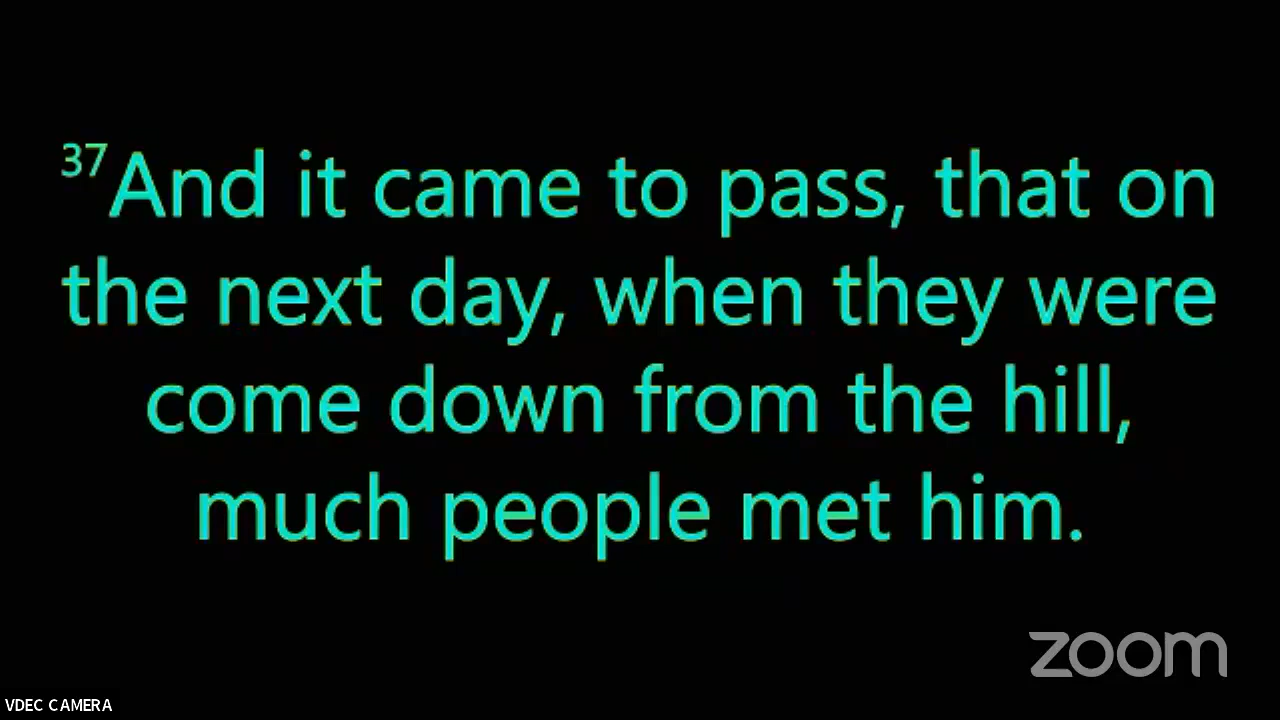 37And it came to pass, that on
the next day, when they were
come down from the hill,
much people met him.
zoom
VDEC CAMERA